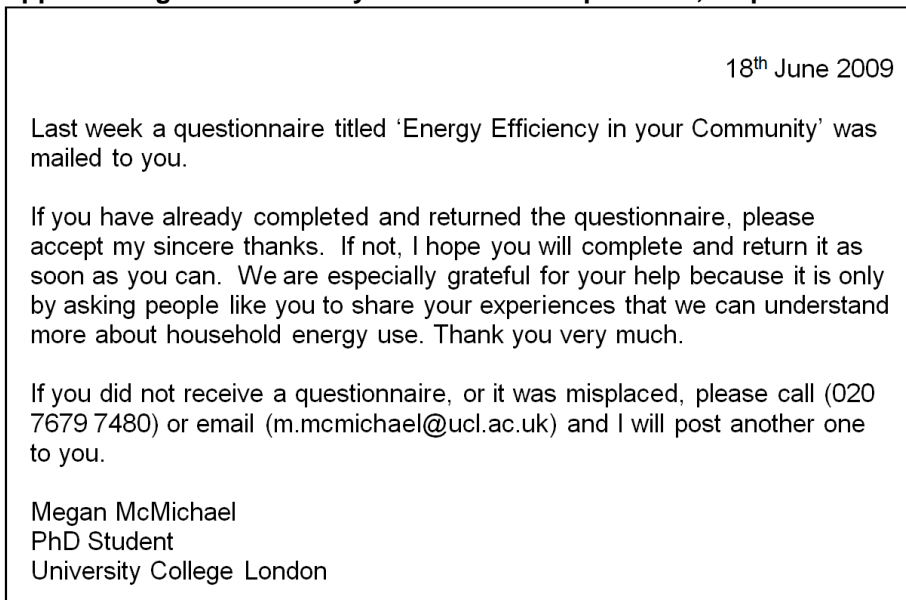 18th June 2009
Last week a questionnaire titled ‘Energy Efficiency in your Community’ was
mailed to you.
If you have already completed and returned the questionnaire, please
accept my sincere thanks. If not, I hope you will complete and return it as
soon as you can. We are especially grateful for your help because it is only
by asking people like you to share your experiences that we can understand
more about household energy use. Thank you very much.
If you did not receive a questionnaire, or it was misplaced, please call (020
7679 7480) or email (m.mcmichael@ucl.ac.uk) and I will post another one
to you.
Megan McMichael
PhD Student
University College London